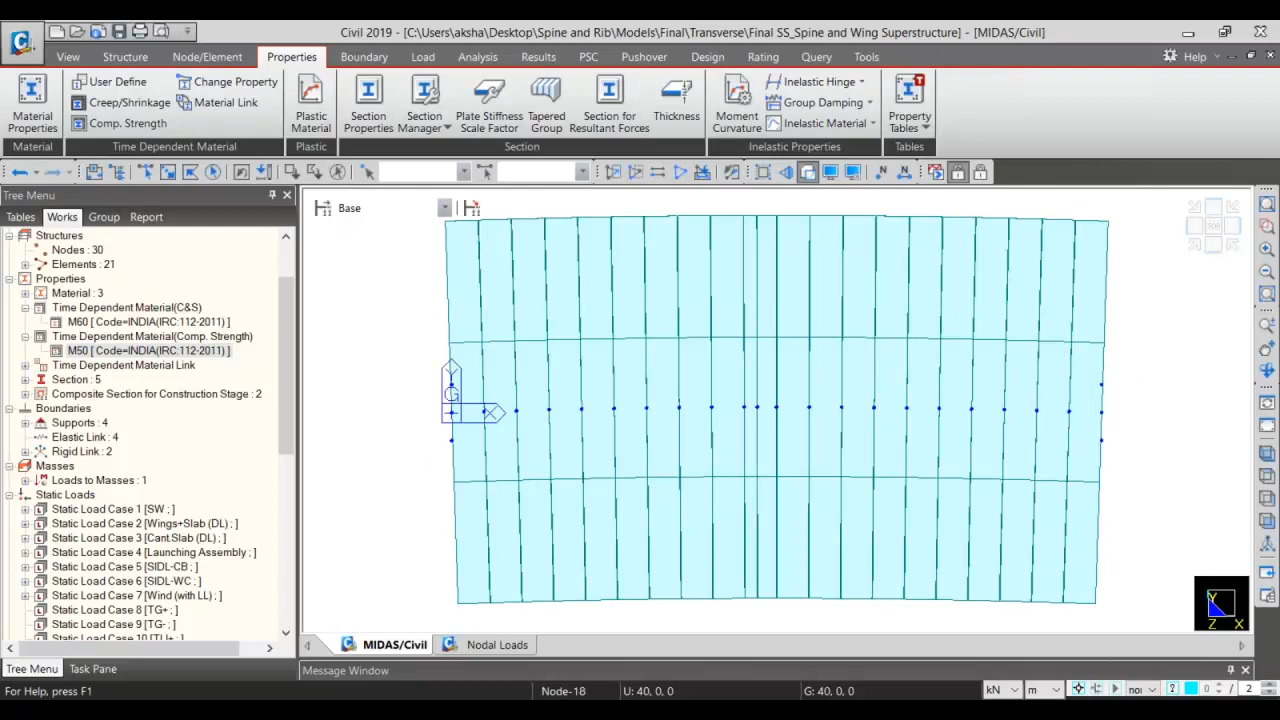 Civil 2019 - [C:\Users\aksha\Desktop\Spine and Rib\Models\Final\Transverse\Final SS_Spine and Wing Superstructure] - [MIDAS/Civil]
View Structure Node/Element Properties Boundary Load Analysis Results PSC Pushover Design Rating Query Tools Help
Material Properties
User Define
Creep/Shrinkage
Comp. Strength
Change Property
Material Link
Plastic Material
Section Properties
Section Manager
Plate Stiffness Scale Factor
Tapered Group
Section for Resultant Forces
Thickness
Moment Curvature
Inelastic Hinge
Group Damping
Inelastic Material
Property Tables
Material Time Dependent Material Plastic Section Inelastic Properties Tables
Tree Menu
Tables Works Group Report
Structures
Nodes : 30
Elements : 21
Properties
Material : 3
Time Dependent Material(C&S)
M60 [ Code=INDIA(IRC:112-2011) ]
Time Dependent Material(Comp. Strength)
M50 [ Code=INDIA(IRC:112-2011) ]
Time Dependent Material Link
Section : 5
Composite Section for Construction Stage : 2
Boundaries
Supports : 4
Elastic Link : 4
Rigid Link : 2
Masses
Loads to Masses : 1
Static Loads
Static Load Case 1 [SW ; ]
Static Load Case 2 [Wings+Slab (DL) ; ]
Static Load Case 3 [Cant.Slab (DL) ; ]
Static Load Case 4 [Launching Assembly ; ]
Static Load Case 5 [SIDL-CB ; ]
Static Load Case 6 [SIDL-WC ; ]
Static Load Case 7 [Wind (with LL) ; ]
Static Load Case 8 [TG+ ; ]
Static Load Case 9 [TG- ; ]
Static Load Case 10 [TU+ ; ]
Base
G
Y
X
TOP
Y
Z X
MIDAS/Civil Nodal Loads
Tree Menu Task Pane
Message Window
For Help, press F1
Node-18
U: 40, 0, 0
G: 40, 0, 0
kN
m
nor
0 / 2